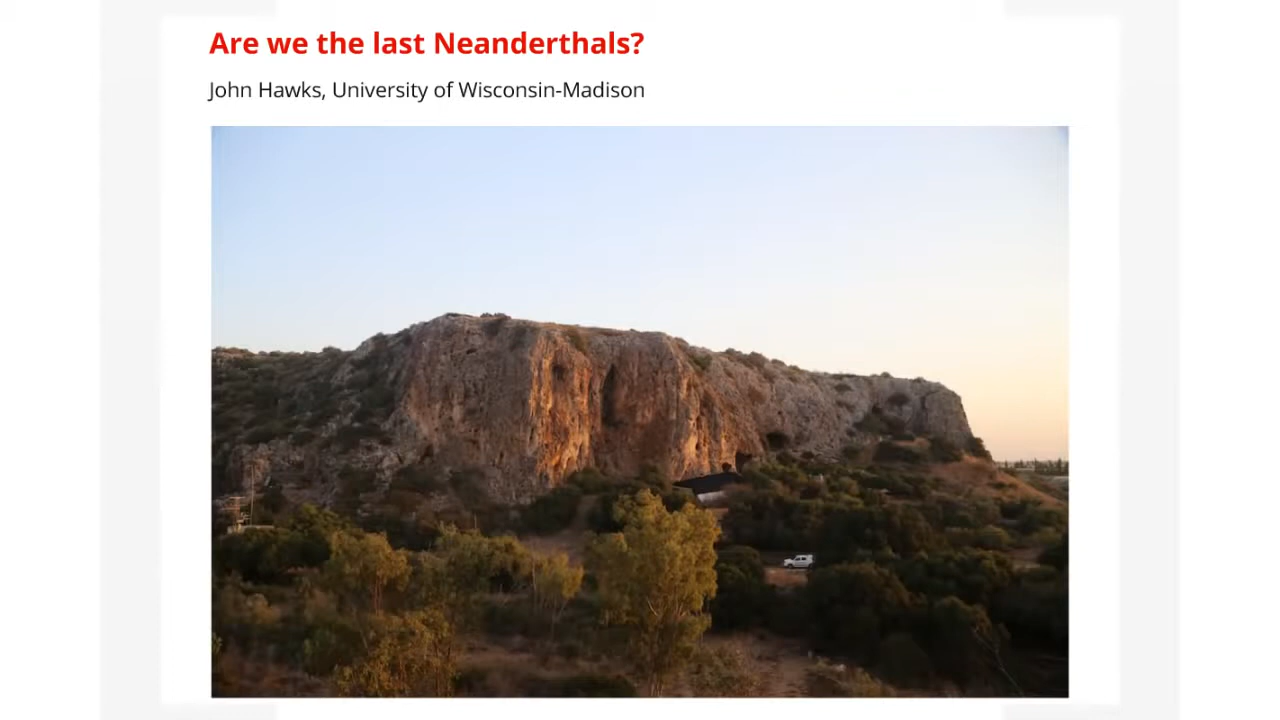 Are we the last Neanderthals?
John Hawks, University of Wisconsin-Madison